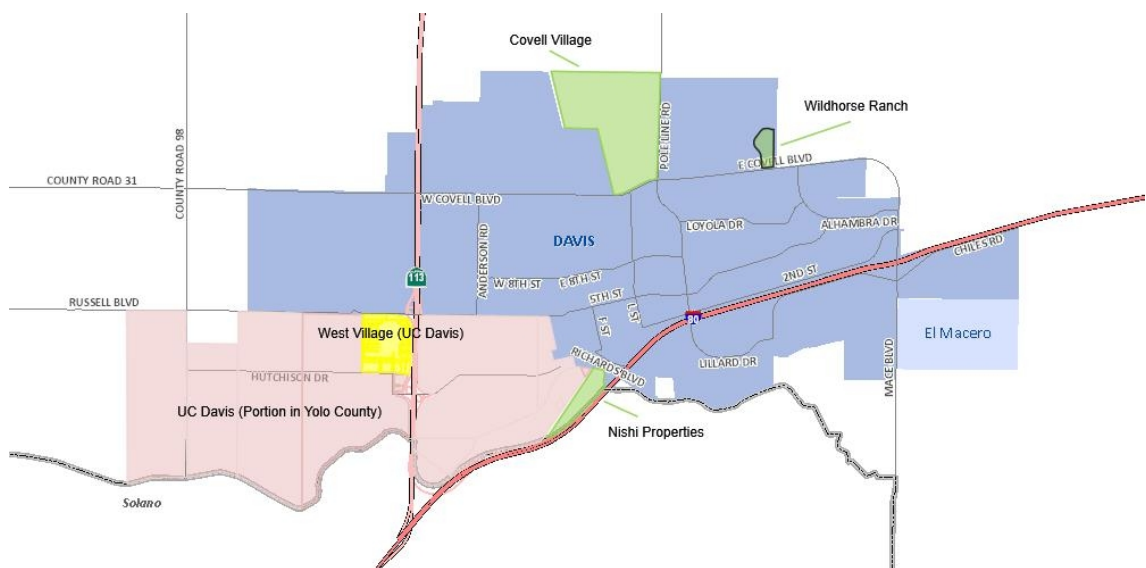 Covell Village
Wildhorse Ranch
COUNTY ROAD 98
POLE LINE RD
E COVELL BLVD
COUNTY ROAD 31
W COVELL BLVD
ANDERSON RD
LOYOLA DR
ALHAMBRA DR
DAVIS
CHILES RD
113
W 8TH ST
E 8TH ST
2ND ST
RUSSELL BLVD
5TH ST
L ST
F ST
80
West Village (UC Davis)
El Macero
RICHARDS BLVD
LILLARD DR
MACE BLVD
HUTCHISON DR
UC Davis (Portion in Yolo County)
Nishi Properties
Solano